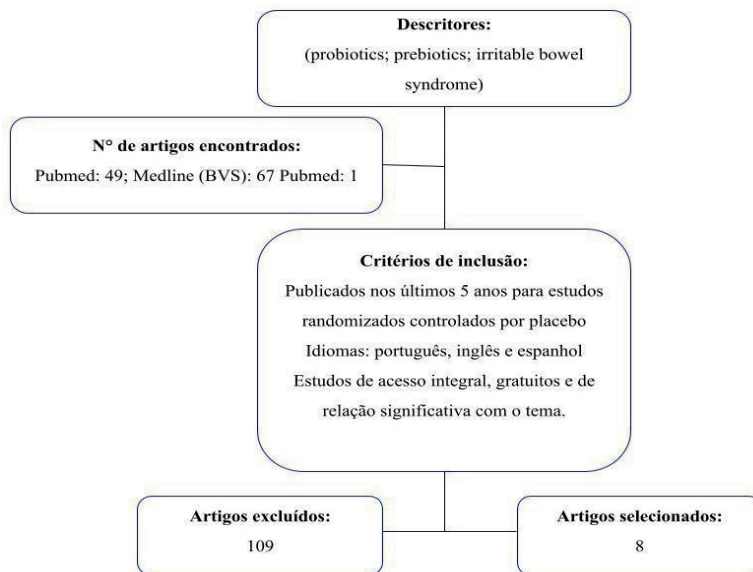 Descritores:
(probiotics; prebiotics; irritable bowel
syndrome)
N° de artigos encontrados:
Pubmed: 49; Medline (BVS): 67 Pubmed: 1
Critérios de inclusão:
Publicados nos últimos 5 anos para estudos
randomizados controlados por placebo
Idiomas: português, inglês e espanhol
Estudos de acesso integral, gratuitos e de
relação significativa com o tema.
Artigos excluídos:
109
Artigos selecionados:
8